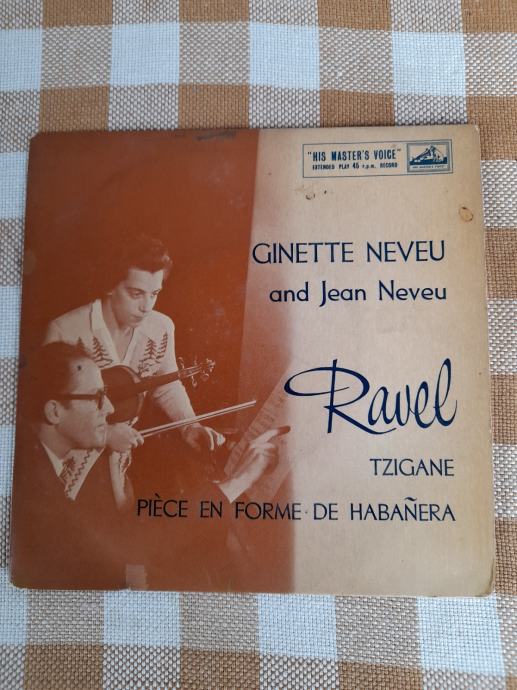 "HIS MASTER'S VOICE"
EXTENDED PLAY 45 r.p.m. RECORD
GINETTE NEVEU
and Jean Neveu
Ravel
TZIGANE
PIÈCE EN FORME DE HABAÑERA